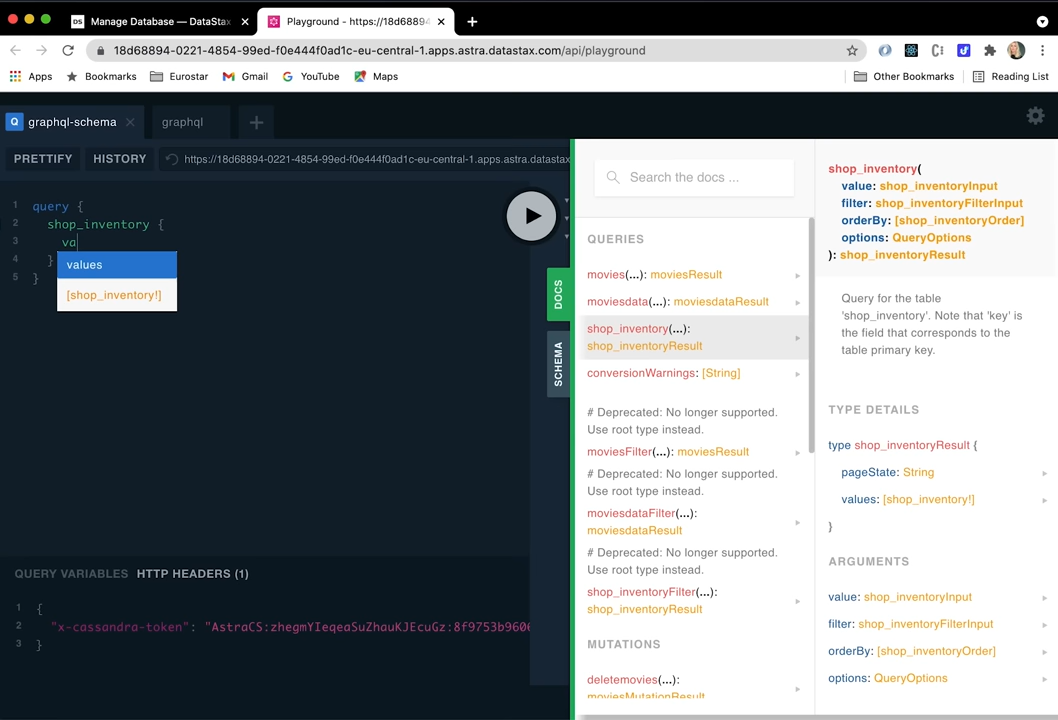 DS Manage Database — DataStax
Playground - https://18d68894
18d68894-0221-4854-99ed-f0e444f0ad1c-eu-central-1.apps.astra.datastax.com/api/playground
Apps Bookmarks Eurostar Gmail YouTube Maps Other Bookmarks Reading List
Q graphql-schema graphql
PRETTIFY HISTORY https://18d68894-0221-4854-99ed-f0e444f0ad1c-eu-central-1.apps.astra.datastax
1 query {
2 shop_inventory {
3 va
4 }
5 }
values
[shop_inventory!]
QUERY VARIABLES HTTP HEADERS (1)
1 {
2 "x-cassandra-token": "AstraCS:zhegmYIeqeaSuZhauKJEcuGz:8f9753b9606
3 }
DOCS
SCHEMA
Search the docs ...
QUERIES
movies(...): moviesResult
moviesdata(...): moviesdataResult
shop_inventory(...):
shop_inventoryResult
conversionWarnings: [String]
# Deprecated: No longer supported.
Use root type instead.
moviesFilter(...): moviesResult
# Deprecated: No longer supported.
Use root type instead.
moviesdataFilter(...):
moviesdataResult
# Deprecated: No longer supported.
Use root type instead.
shop_inventoryFilter(...):
shop_inventoryResult
MUTATIONS
deletemovies(...):
moviesMutationResult
shop_inventory(
value: shop_inventoryInput
filter: shop_inventoryFilterInput
orderBy: [shop_inventoryOrder]
options: QueryOptions
): shop_inventoryResult
Query for the table
'shop_inventory'. Note that 'key' is
the field that corresponds to the
table primary key.
TYPE DETAILS
type shop_inventoryResult {
pageState: String
values: [shop_inventory!]
}
ARGUMENTS
value: shop_inventoryInput
filter: shop_inventoryFilterInput
orderBy: [shop_inventoryOrder]
options: QueryOptions